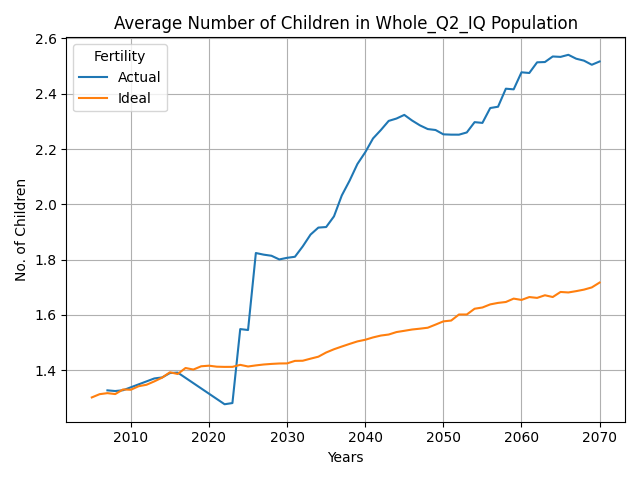 Average Number of Children in Whole_Q2_IQ Population
Fertility
Actual
Ideal
No. of Children
2.6
2.4
2.2
2.0
1.8
1.6
1.4
2010 2020 2030 2040 2050 2060 2070
Years